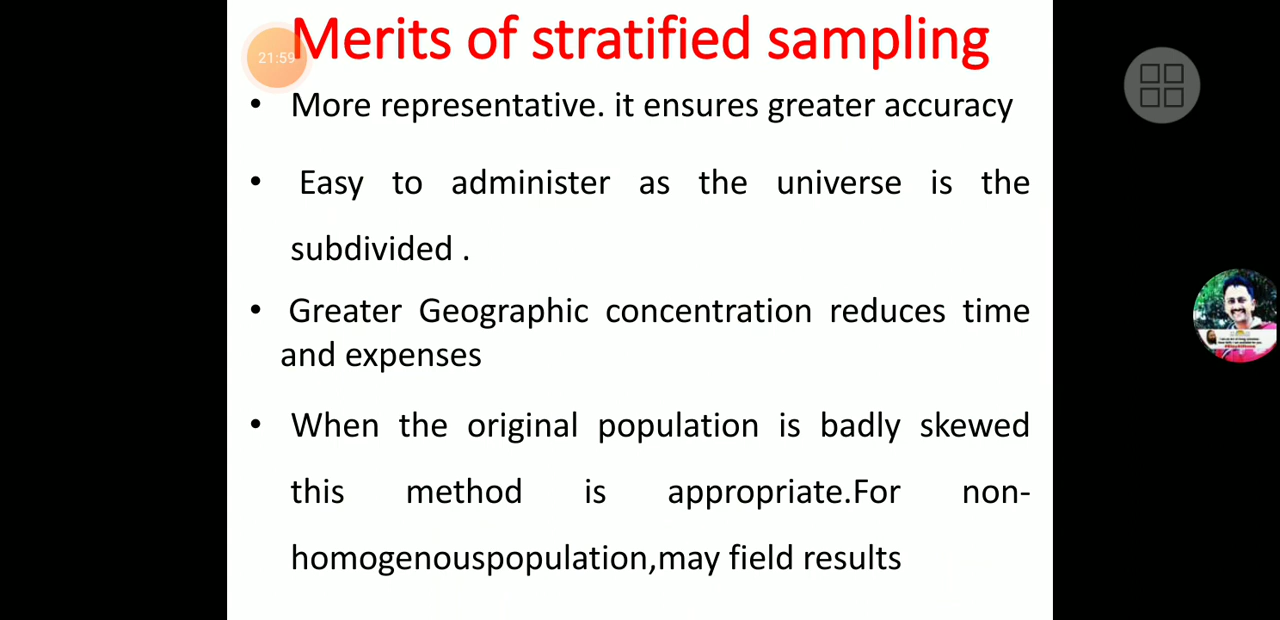 Merits of stratified sampling
21:59
• More representative. it ensures greater accuracy
• Easy to administer as the universe is the
subdivided .
• Greater Geographic concentration reduces time
and expenses
• When the original population is badly skewed
this method is appropriate.For non-
homogenouspopulation,may field results